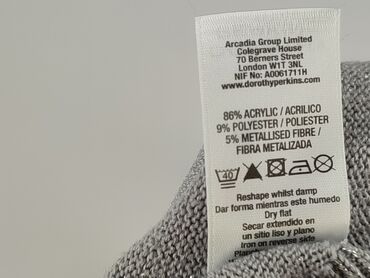 Arcadia Group Limited
Colegrave House
70 Berners Street
London W1T 3NL
NIF No: A0061711H
www.dorothyperkins.com
86% ACRYLIC / ACRILICO
9% POLYESTER / POLIESTER
5% METALLISED FIBRE /
FIBRA METALIZADA
40
Reshape whilst damp
Dar forma mientras este humedo
Dry flat
Secar extendido en
un sitio liso y plano
Iron on reverse side